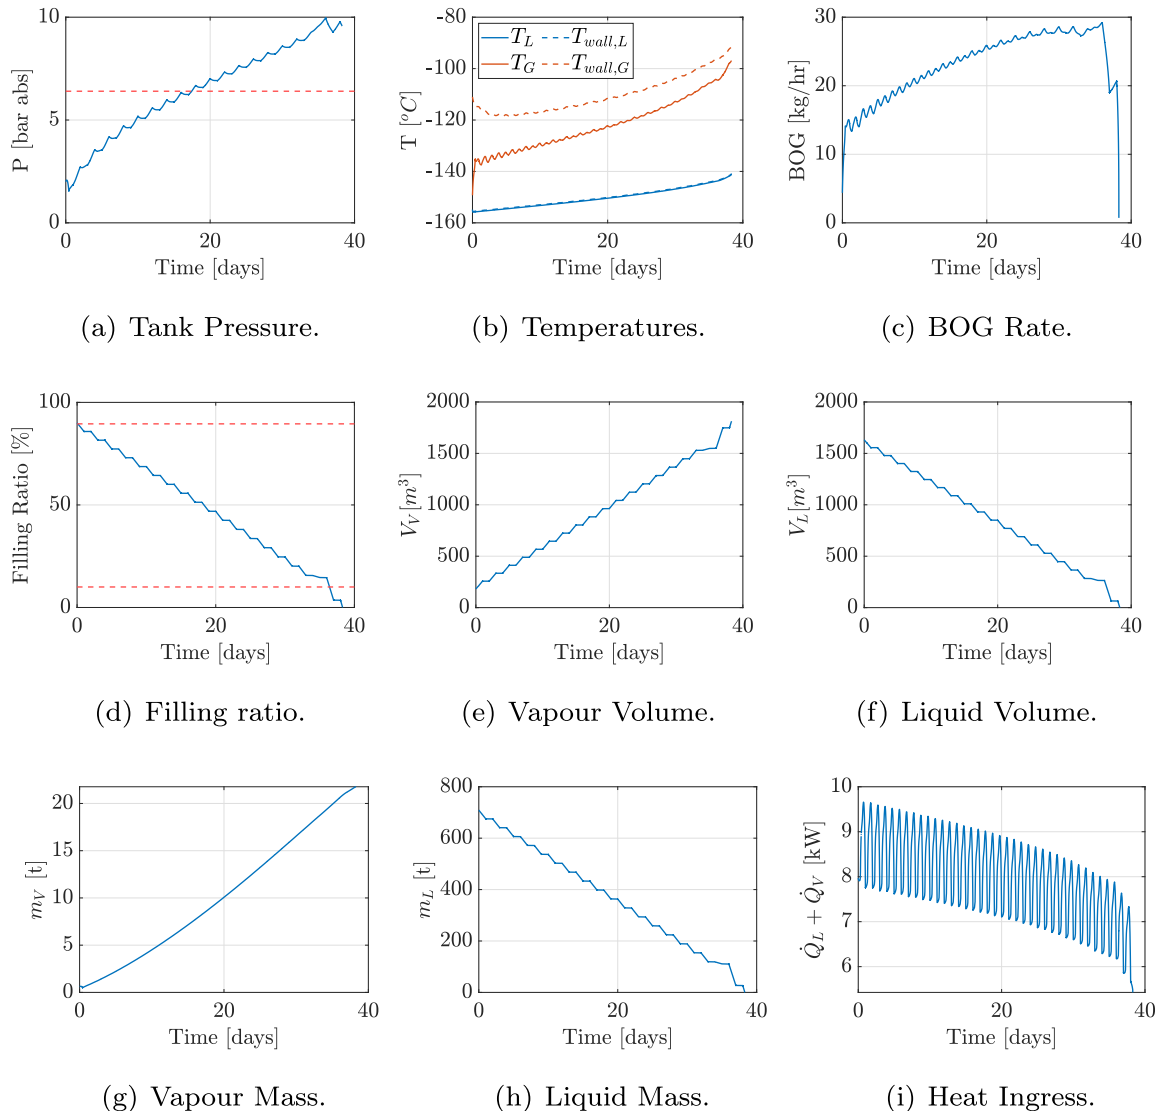 10
5
0
P [bar abs]
0
20
40
Time [days]
(a) Tank Pressure.
-80
-100
-120
-140
-160
T [°C]
T_L
T_wall,L
T_G
T_wall,G
0
20
40
Time [days]
(b) Temperatures.
30
20
10
0
BOG [kg/hr]
0
20
40
Time [days]
(c) BOG Rate.
100
50
0
Filling Ratio [%]
0
20
40
Time [days]
(d) Filling ratio.
2000
1500
1000
500
0
V_V [m^3]
0
20
40
Time [days]
(e) Vapour Volume.
2000
1500
1000
500
0
V_L [m^3]
0
20
40
Time [days]
(f) Liquid Volume.
20
15
10
5
0
m_V [t]
0
20
40
Time [days]
(g) Vapour Mass.
800
600
400
200
0
m_L [t]
0
20
40
Time [days]
(h) Liquid Mass.
10
9
8
7
6
Q̇_L + Q̇_V [kW]
0
20
40
Time [days]
(i) Heat Ingress.